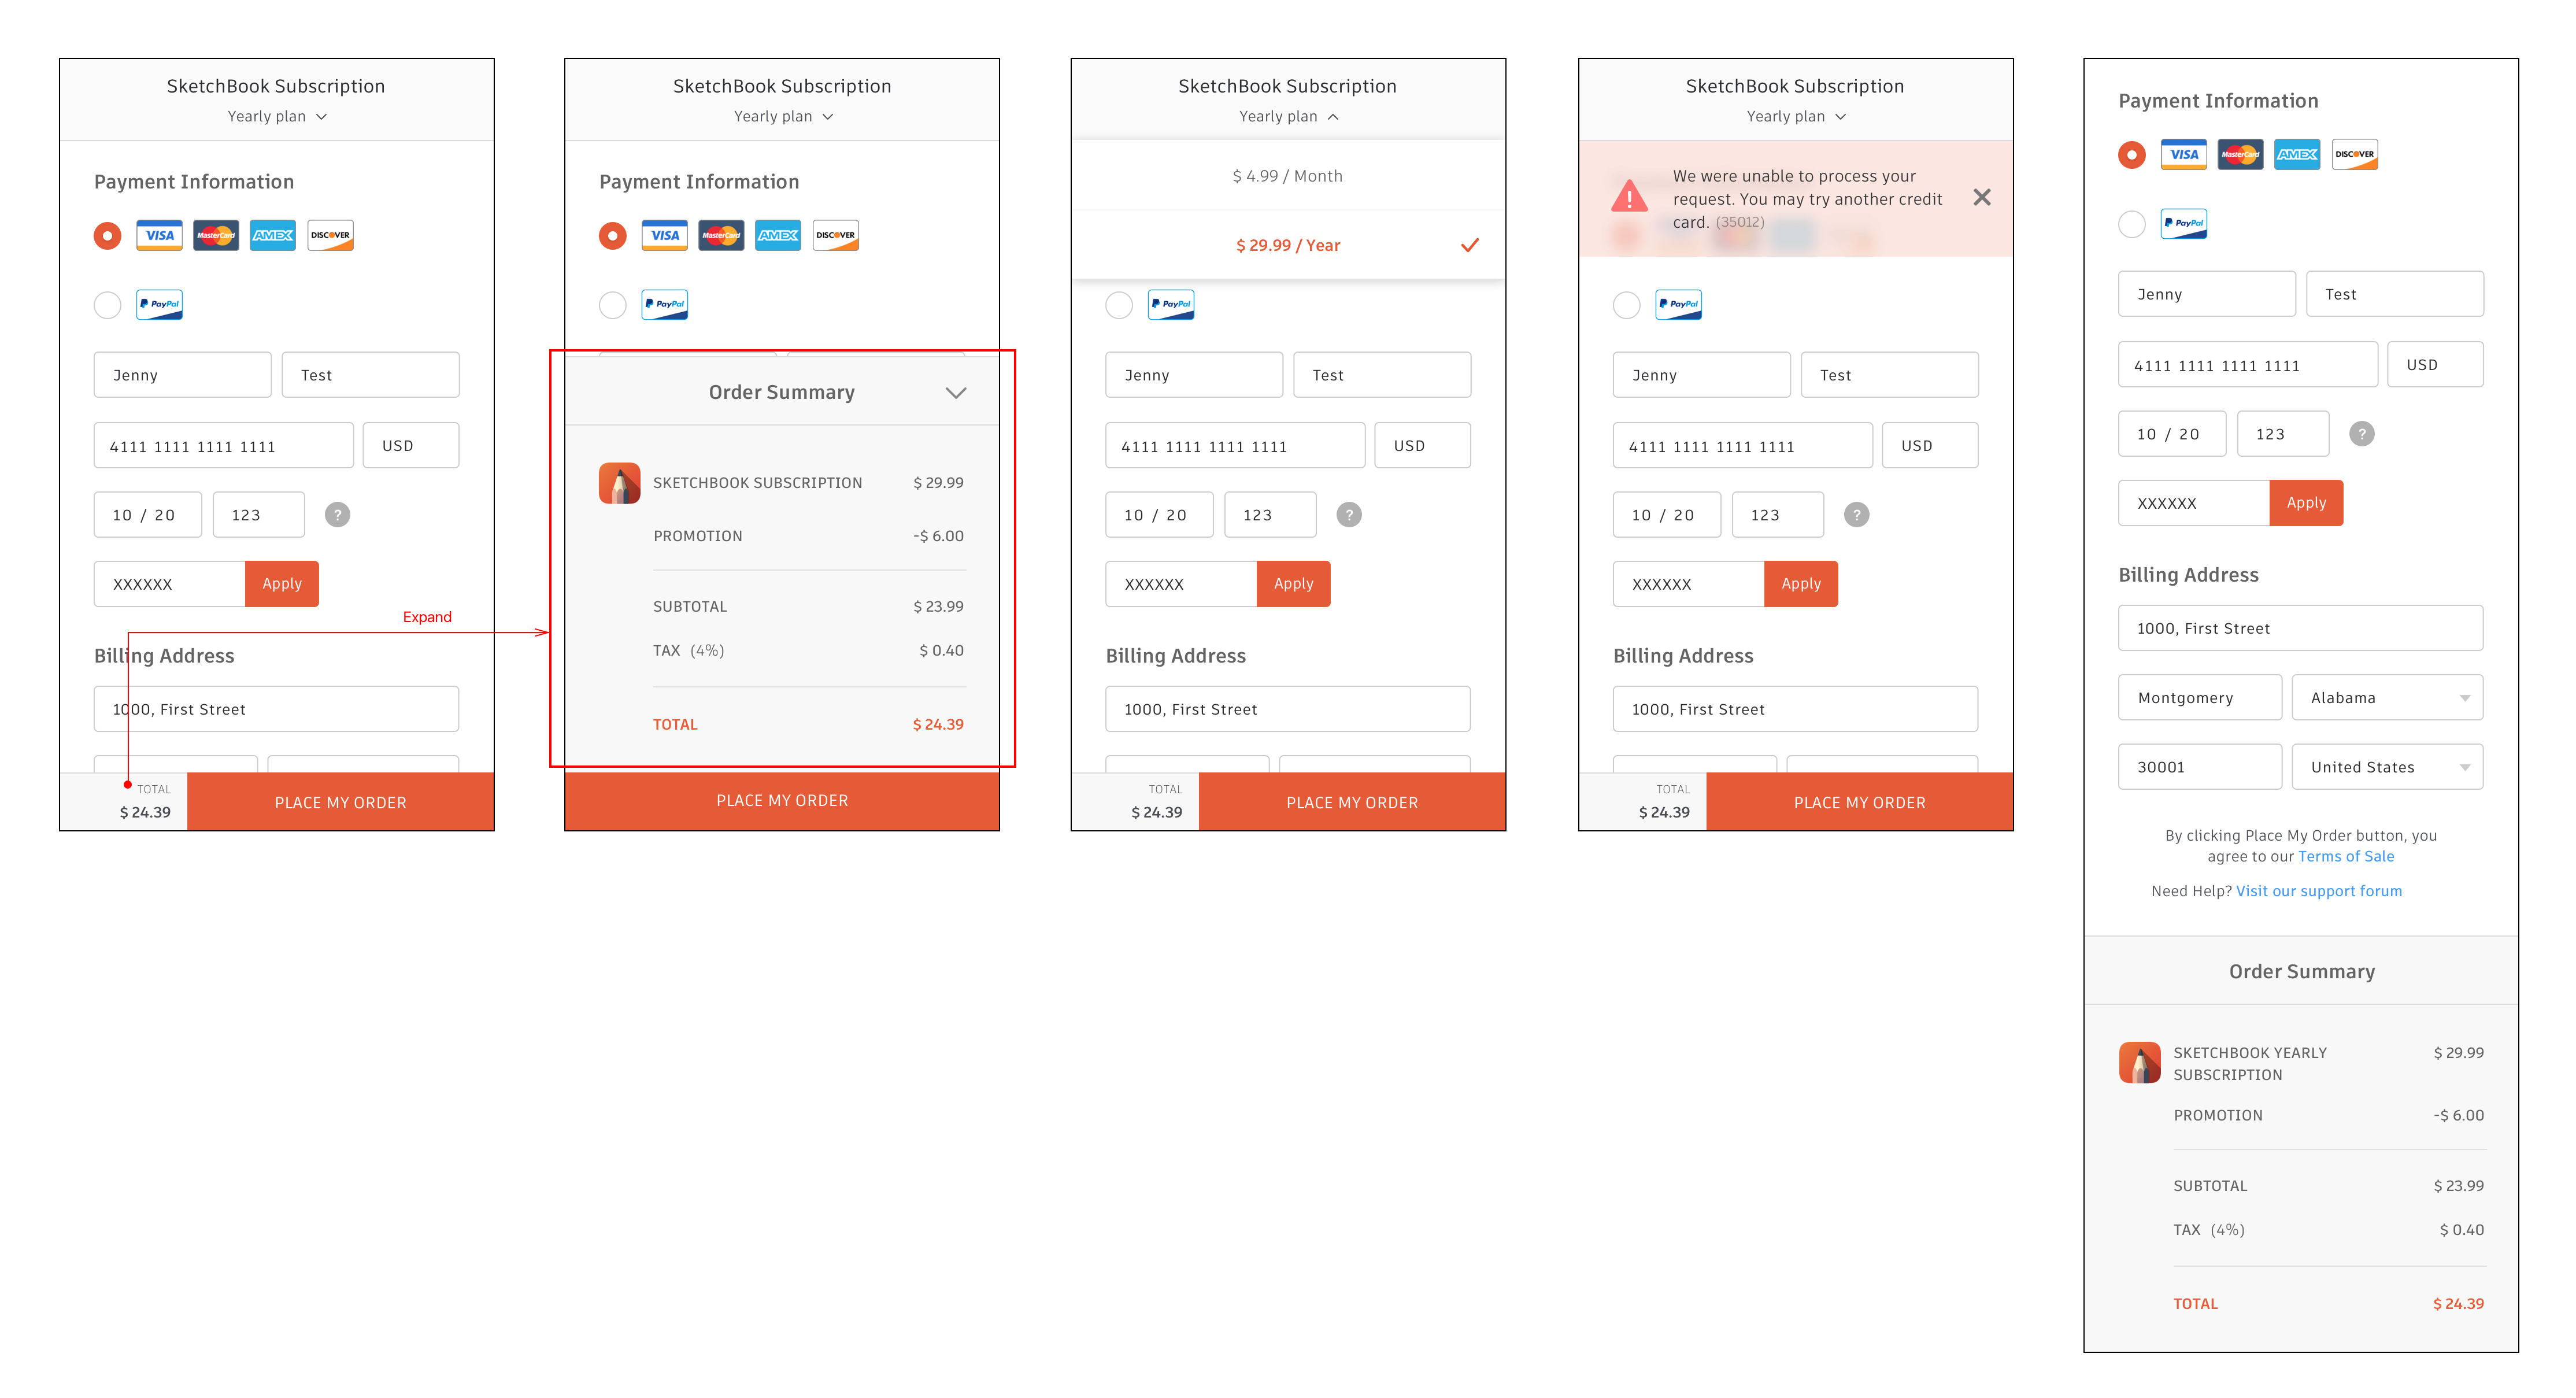 SketchBook Subscription
Yearly plan
Payment Information
VISA MasterCard AMEX DISCOVER
PayPal
Jenny Test
4111 1111 1111 1111 USD
10 / 20 123 ?
XXXXXX Apply
Expand
Billing Address
1000, First Street
TOTAL
$ 24.39
PLACE MY ORDER
SketchBook Subscription
Yearly plan
Payment Information
VISA MasterCard AMEX DISCOVER
PayPal
Order Summary
SKETCHBOOK SUBSCRIPTION $ 29.99
PROMOTION -$ 6.00
SUBTOTAL $ 23.99
TAX (4%) $ 0.40
TOTAL $ 24.39
PLACE MY ORDER
SketchBook Subscription
Yearly plan
$ 4.99 / Month
$ 29.99 / Year
PayPal
Jenny Test
4111 1111 1111 1111 USD
10 / 20 123 ?
XXXXXX Apply
Billing Address
1000, First Street
TOTAL
$ 24.39
PLACE MY ORDER
SketchBook Subscription
Yearly plan
We were unable to process your
request. You may try another credit
card. (35012)
PayPal
Jenny Test
4111 1111 1111 1111 USD
10 / 20 123 ?
XXXXXX Apply
Billing Address
1000, First Street
TOTAL
$ 24.39
PLACE MY ORDER
Payment Information
VISA MasterCard AMEX DISCOVER
PayPal
Jenny Test
4111 1111 1111 1111 USD
10 / 20 123 ?
XXXXXX Apply
Billing Address
1000, First Street
Montgomery Alabama
30001 United States
By clicking Place My Order button, you
agree to our Terms of Sale
Need Help? Visit our support forum
Order Summary
SKETCHBOOK YEARLY $ 29.99
SUBSCRIPTION
PROMOTION -$ 6.00
SUBTOTAL $ 23.99
TAX (4%) $ 0.40
TOTAL $ 24.39